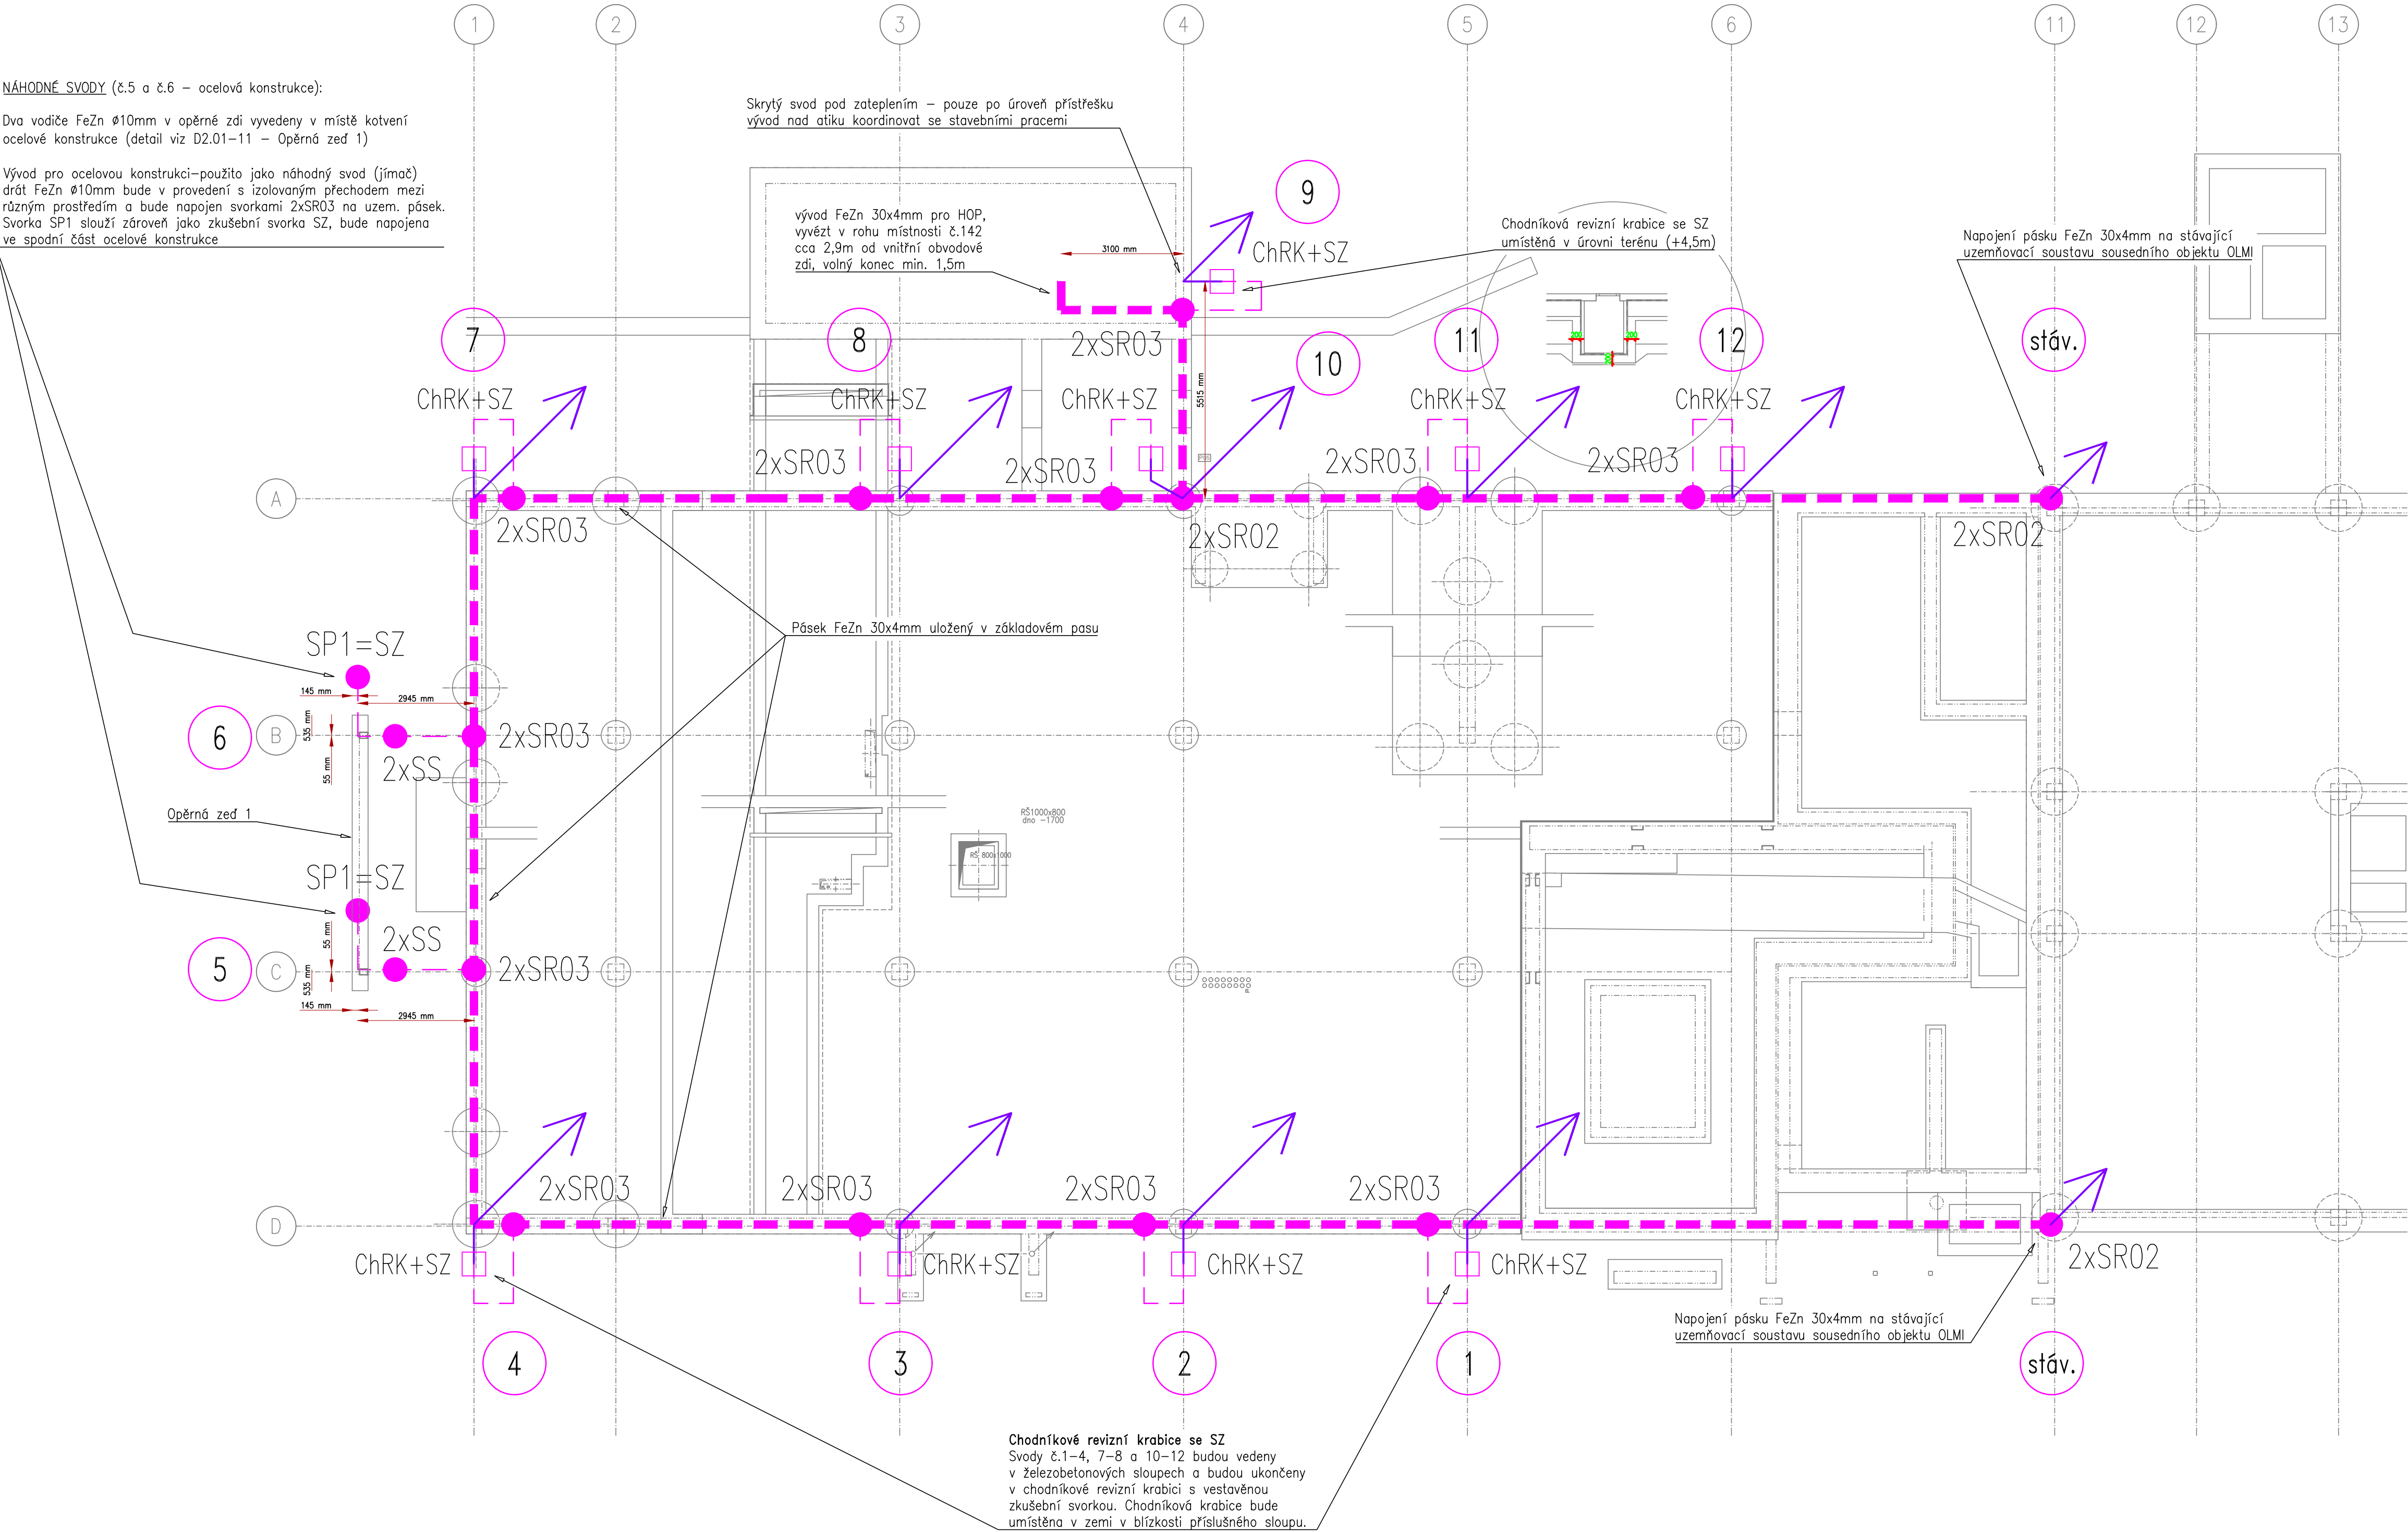 1
2
3
4
5
6
11
12
13
NÁHODNÉ SVODY (č.5 a č.6 – ocelová konstrukce):
Dva vodiče FeZn ø10mm v opěrné zdi vyvedeny v místě kotvení
ocelové konstrukce (detail viz D2.01–11 – Opěrná zeď 1)
Vývod pro ocelovou konstrukci–použito jako náhodný svod (jímač)
drát FeZn ø10mm bude v provedení s izolovaným přechodem mezi
různým prostředím a bude napojen svorkami 2xSR03 na uzem. pásek.
Svorka SP1 slouží zároveň jako zkušební svorka SZ, bude napojena
ve spodní část ocelové konstrukce
Skrytý svod pod zateplením – pouze po úroveň přístřešku
vývod nad atiku koordinovat se stavebními pracemi
vývod FeZn 30x4mm pro HOP,
vyvézt v rohu místnosti č.142
cca 2,9m od vnitřní obvodové
zdi, volný konec min. 1,5m
3100 mm
9
ChRK+SZ
Chodníková revizní krabice se SZ
umístěná v úrovni terénu (+4,5m)
Napojení pásku FeZn 30x4mm na stávající
uzemňovací soustavu sousedního objektu OLMI
7
8
2xSR03
10
11
200
200
200
12
stáv.
5515 mm
ChRK+SZ
ChRK+SZ
ChRK+SZ
ChRK+SZ
ChRK+SZ
2xSR03
2xSR03
2xSR03
2xSR03
A
2xSR03
2xSR02
2xSR02
Pásek FeZn 30x4mm uložený v základovém pasu
SP1=SZ
145 mm
2945 mm
535 mm
6
B
2xSR03
55 mm
2xSS
Opěrná zeď 1
RŠ1000x800
dno –1700
RŠ 800x1000
SP1=SZ
55 mm
2xSS
5
C
2xSR03
535 mm
145 mm
2945 mm
2xSR03
2xSR03
2xSR03
2xSR03
D
ChRK+SZ
ChRK+SZ
ChRK+SZ
ChRK+SZ
2xSR02
Napojení pásku FeZn 30x4mm na stávající
uzemňovací soustavu sousedního objektu OLMI
4
3
2
1
stáv.
Chodníkové revizní krabice se SZ
Svody č.1–4, 7–8 a 10–12 budou vedeny
v železobetonových sloupech a budou ukončeny
v chodníkové revizní krabici s vestavěnou
zkušební svorkou. Chodníková krabice bude
umístěna v zemi v blízkosti příslušného sloupu.